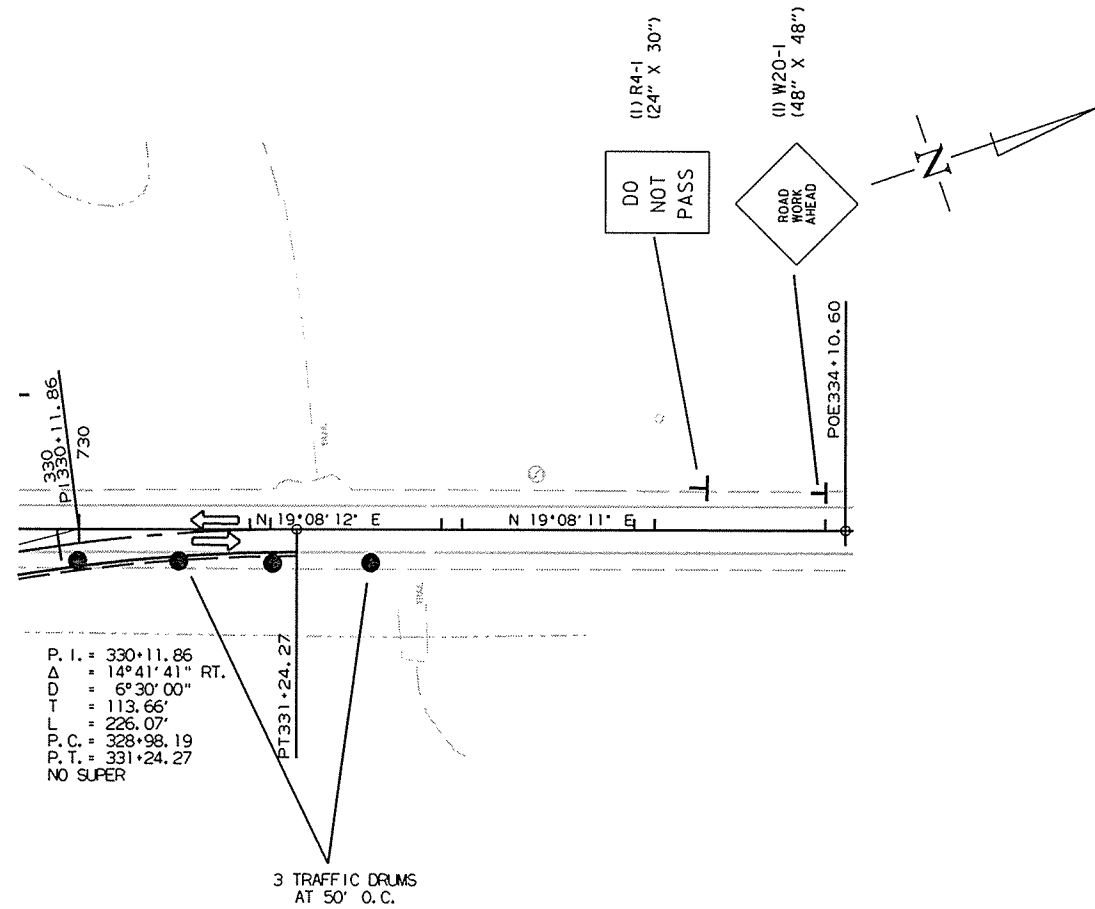 (1) R4-1
(24" X 30")
(1) W20-1
(48" X 48")
DO
NOT
PASS
ROAD
WORK
AHEAD
N
POE334+10.60
330
PI330+11.86
730
N 19°08'12" E
N 19°08'11" E
PT331+24.27
P.I. = 330+11.86
Δ = 14°41'41" RT.
D = 6°30'00"
T = 113.66'
L = 226.07'
P.C. = 328+98.19
P.T. = 331+24.27
NO SUPER
3 TRAFFIC DRUMS
AT 50' O.C.